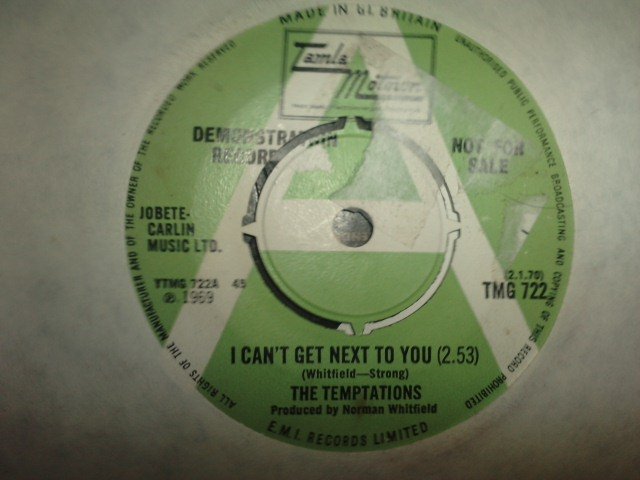 MADE IN GT BRITAIN
Tamla
Motown
DEMONSTRATION
RECORD
NOT FOR
SALE
JOBETE-
CARLIN
MUSIC LTD.
YTMG 722A 45
℗ 1969
(2.1.70)
TMG 722
I CAN'T GET NEXT TO YOU (2.53)
(Whitfield—Strong)
THE TEMPTATIONS
Produced by Norman Whitfield
E.M.I. RECORDS LIMITED
ALL RIGHTS OF THE MANUFACTURER AND OF THE OWNER OF THE RECORDED WORK RESERVED
UNAUTHORISED PUBLIC PERFORMANCE BROADCASTING AND COPYING OF THIS RECORD PROHIBITED